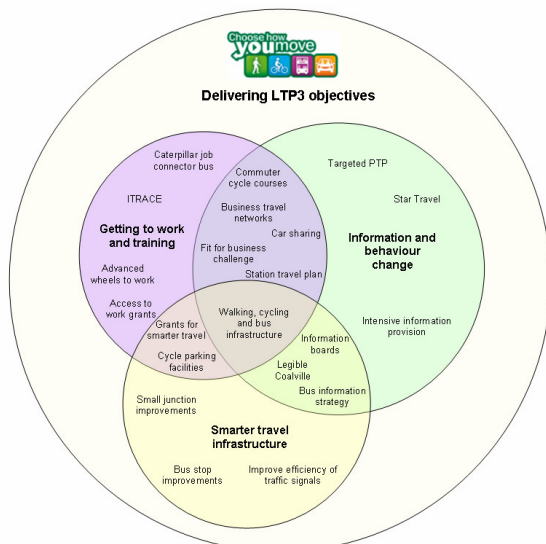 Choose how
you move
Delivering LTP3 objectives
Caterpillar job
connector bus
ITRACE
Getting to work
and training
Advanced
wheels to work
Access to
work grants
Commuter
cycle courses
Business travel
networks
Car sharing
Fit for business
challenge
Station travel plan
Targeted PTP
Star Travel
Information and
behaviour
change
Intensive information
provision
Walking, cycling
and bus
infrastructure
Grants for
smarter travel
Cycle parking
facilities
Information
boards
Legible
Coalville
Bus information
strategy
Small junction
improvements
Smarter travel
infrastructure
Bus stop
improvements
Improve efficiency of
traffic signals